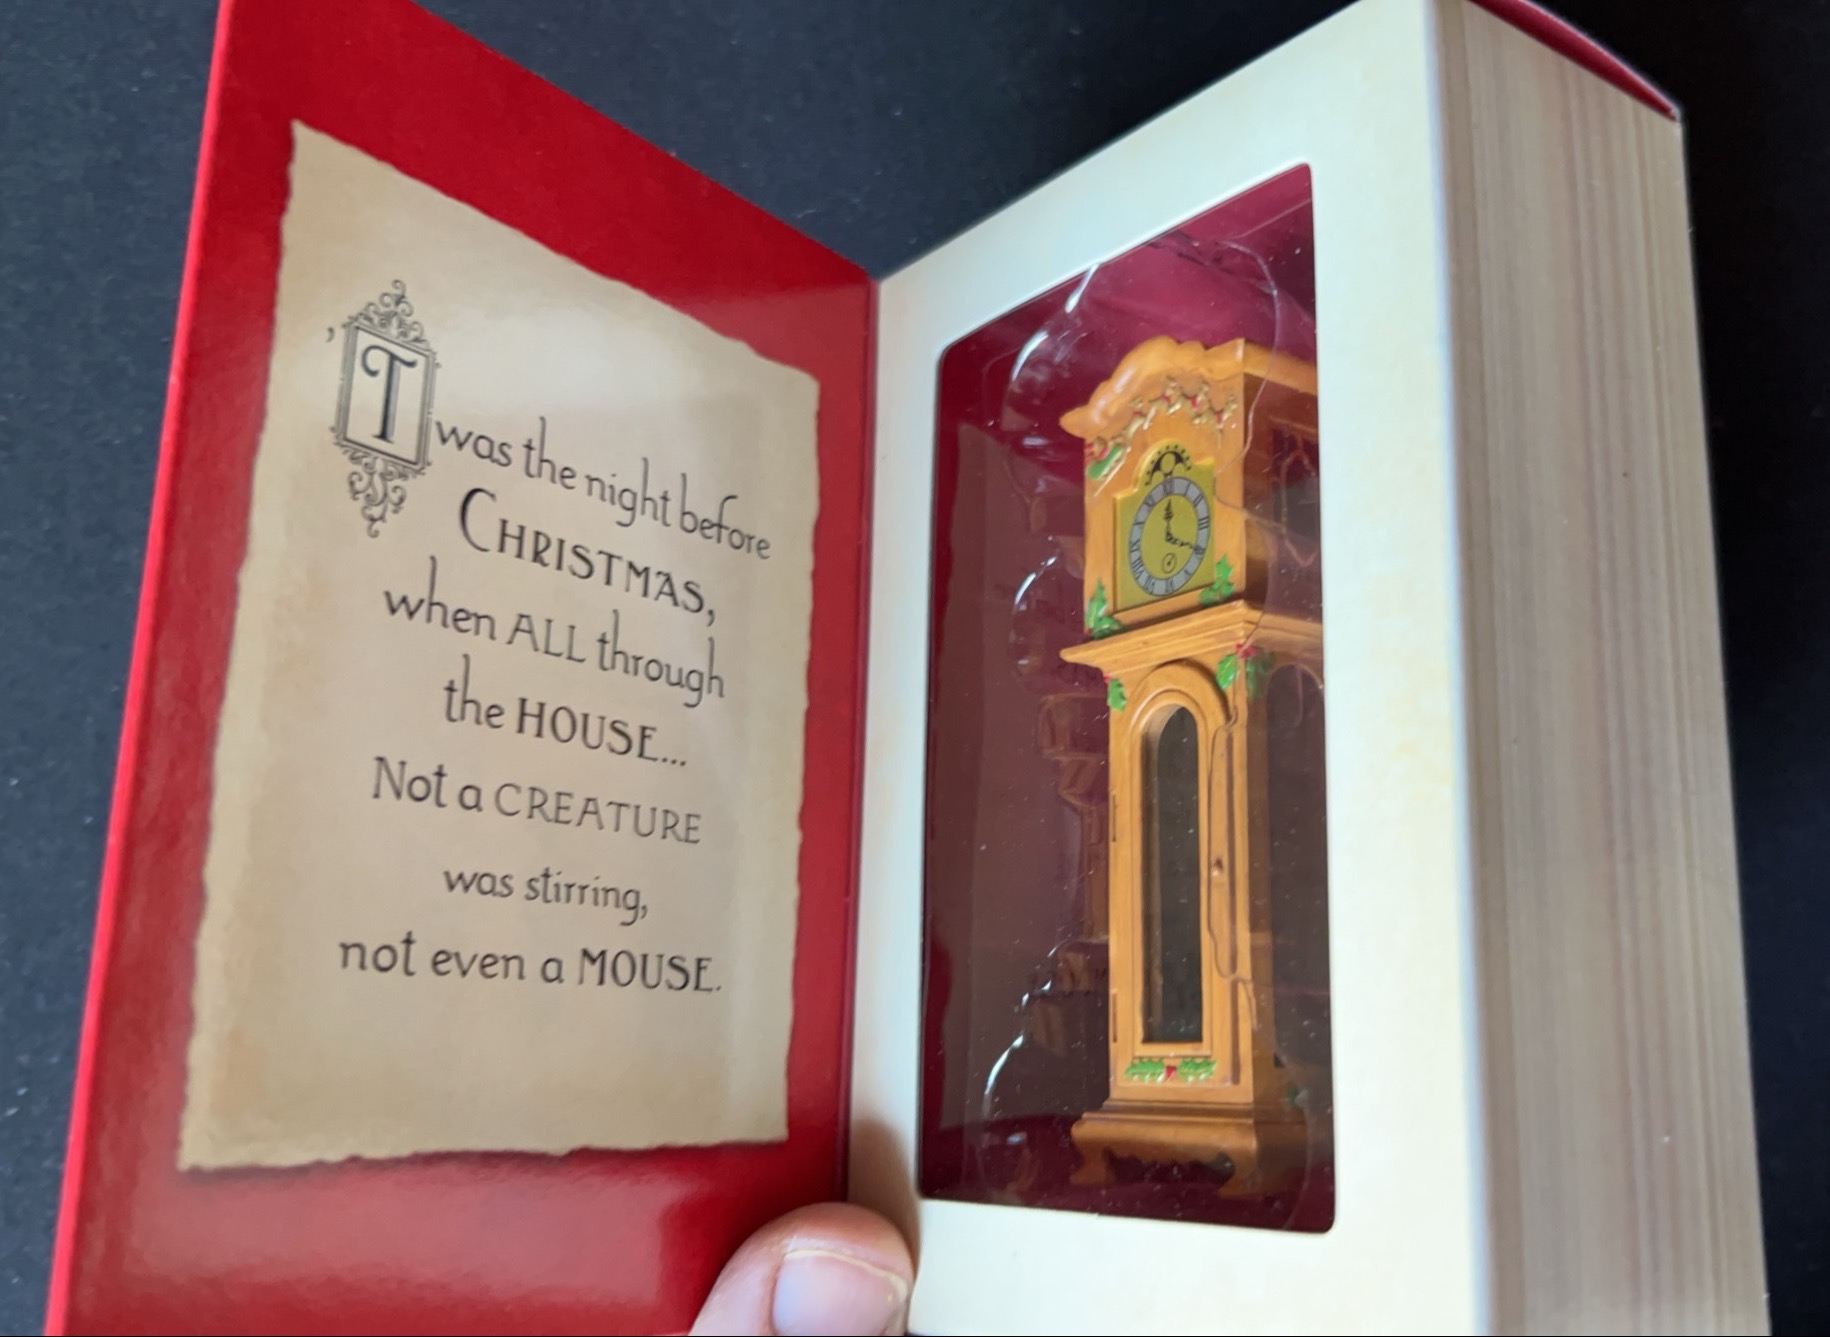 'Twas the night before
CHRISTMAS,
when ALL through
the HOUSE...
Not a CREATURE
was stirring,
not even a MOUSE.